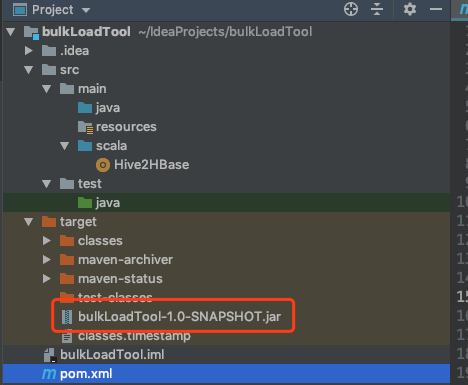 Project
bulkLoadTool ~/IdeaProjects/bulkLoadTool
.idea
src
main
java
resources
scala
Hive2HBase
test
java
target
classes
maven-archiver
maven-status
test-classes
bulkLoadTool-1.0-SNAPSHOT.jar
classes.timestamp
bulkLoadTool.iml
pom.xml